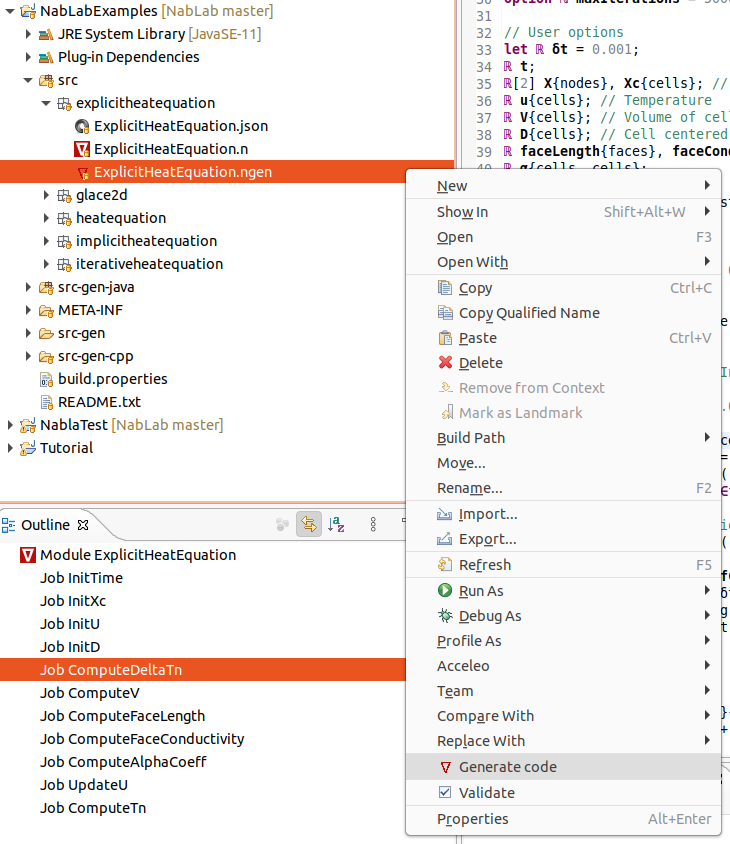 NabLabExamples [NabLab master]
JRE System Library [JavaSE-11]
Plug-in Dependencies
src
explicitheatequation
ExplicitHeatEquation.json
ExplicitHeatEquation.n
ExplicitHeatEquation.ngen
glace2d
heatequation
implicitheatequation
iterativeheatequation
src-gen-java
META-INF
src-gen
src-gen-cpp
build.properties
README.txt
NablaTest [NabLab master]
Tutorial
Outline
Module ExplicitHeatEquation
Job InitTime
Job InitXc
Job InitU
Job InitD
Job ComputeDeltaTn
Job ComputeV
Job ComputeFaceLength
Job ComputeFaceConductivity
Job ComputeAlphaCoeff
Job UpdateU
Job ComputeTn
31
32 // User options
33 let ℝ δt = 0.001;
34 ℝ t;
35 ℝ[2] X{nodes}, Xc{cells}; //
36 ℝ u{cells}; // Temperature
37 ℝ V{cells}; // Volume of cel
38 ℝ D{cells}; // Cell centered
39 ℝ faceLength{faces}, faceCon
New
Show In Shift+Alt+W
Open F3
Open With
Copy Ctrl+C
Copy Qualified Name
Paste Ctrl+V
Delete
Remove from Context
Mark as Landmark
Build Path
Move...
Rename... F2
Import...
Export...
Refresh F5
Run As
Debug As
Profile As
Acceleo
Team
Compare With
Replace With
Generate code
Validate
Properties Alt+Enter